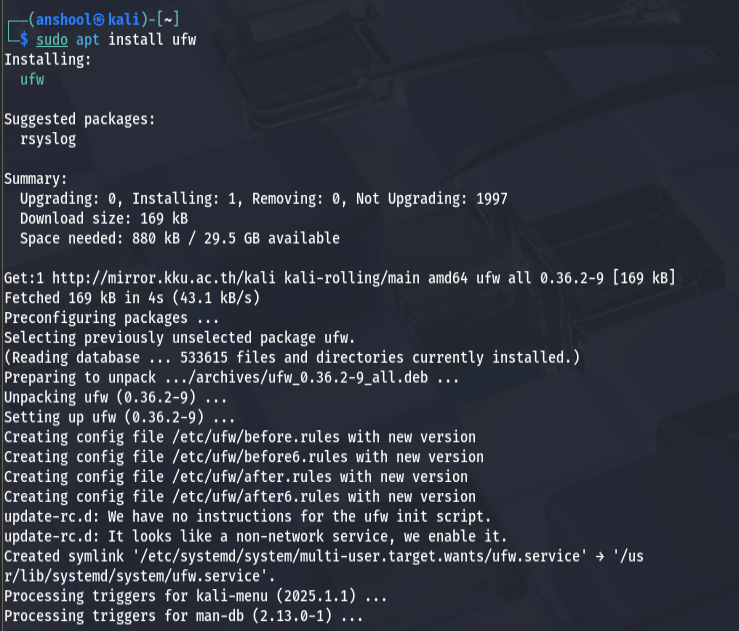 ┌──(anshool㉿kali)-[~]
└─$ sudo apt install ufw
Installing:
  ufw

Suggested packages:
  rsyslog

Summary:
  Upgrading: 0, Installing: 1, Removing: 0, Not Upgrading: 1997
  Download size: 169 kB
  Space needed: 880 kB / 29.5 GB available

Get:1 http://mirror.kku.ac.th/kali kali-rolling/main amd64 ufw all 0.36.2-9 [169 kB]
Fetched 169 kB in 4s (43.1 kB/s)
Preconfiguring packages ...
Selecting previously unselected package ufw.
(Reading database ... 533615 files and directories currently installed.)
Preparing to unpack .../archives/ufw_0.36.2-9_all.deb ...
Unpacking ufw (0.36.2-9) ...
Setting up ufw (0.36.2-9) ...
Creating config file /etc/ufw/before.rules with new version
Creating config file /etc/ufw/before6.rules with new version
Creating config file /etc/ufw/after.rules with new version
Creating config file /etc/ufw/after6.rules with new version
update-rc.d: We have no instructions for the ufw init script.
update-rc.d: It looks like a non-network service, we enable it.
Created symlink '/etc/systemd/system/multi-user.target.wants/ufw.service' → '/us
r/lib/systemd/system/ufw.service'.
Processing triggers for kali-menu (2025.1.1) ...
Processing triggers for man-db (2.13.0-1) ...